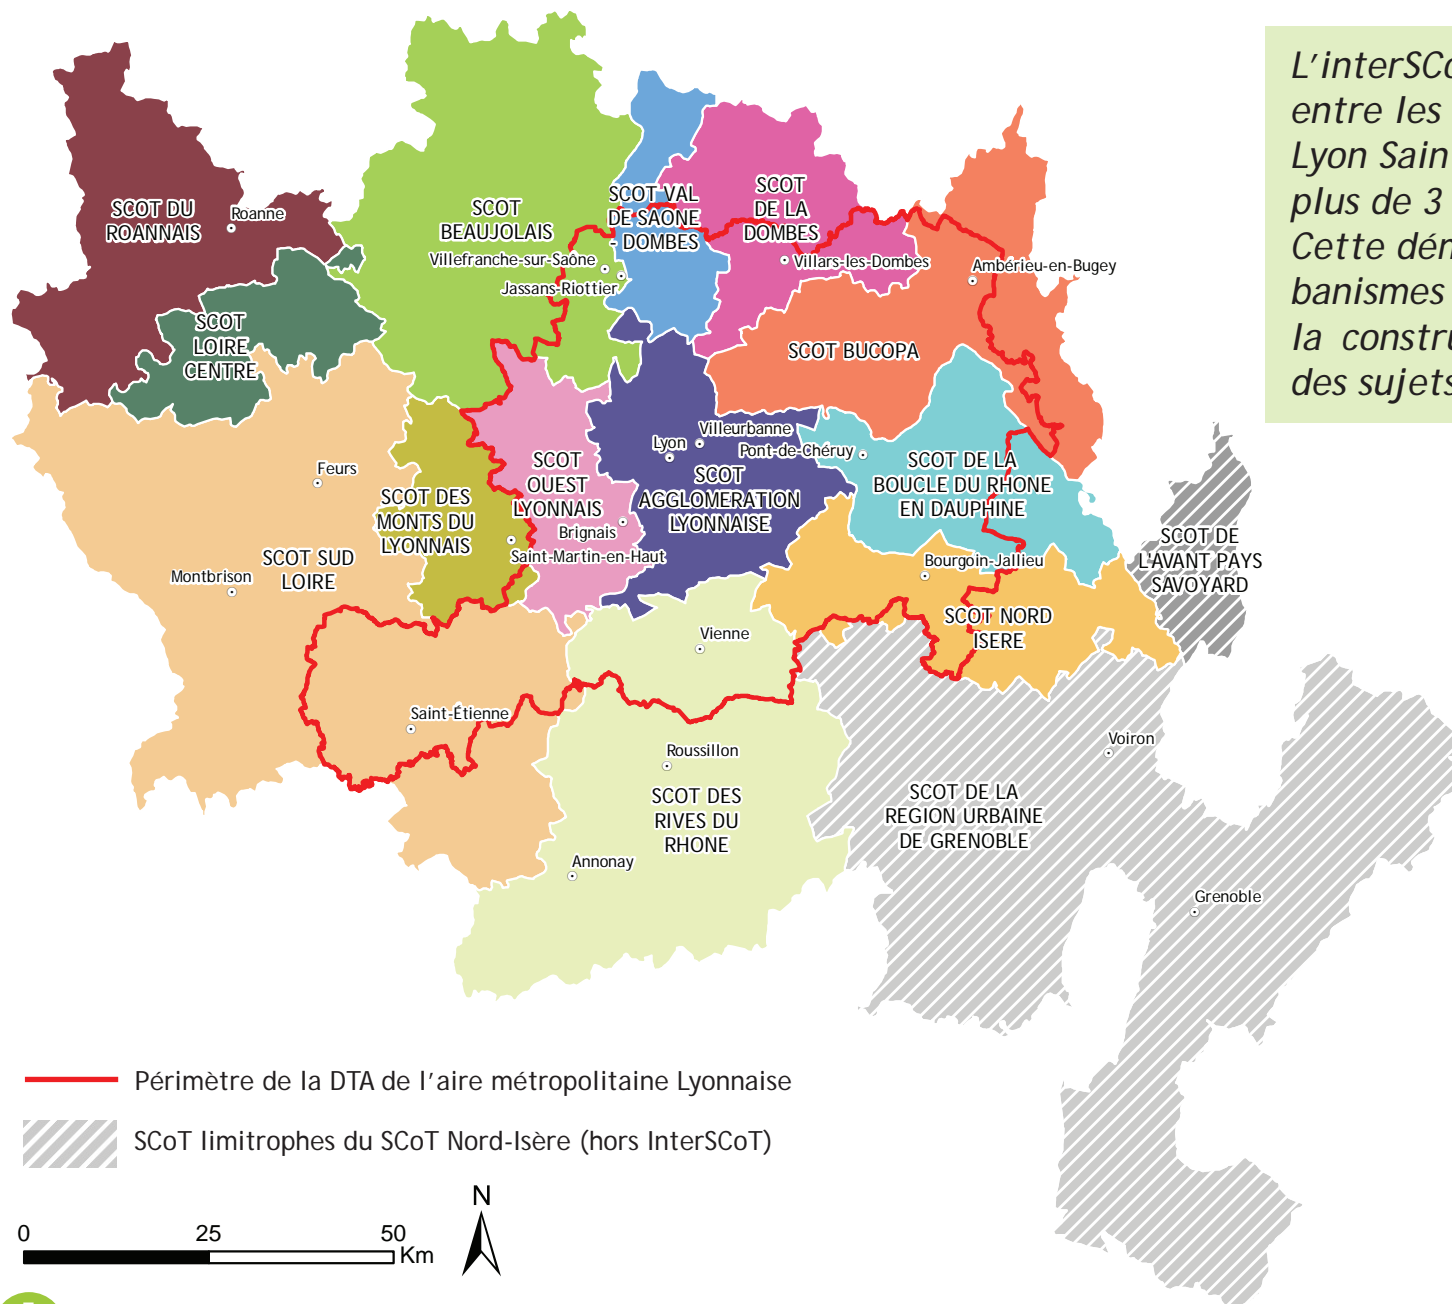 L'interSCo
entre les
Lyon Sain
plus de 3
Cette dém
banismes
la constru
des sujets
SCOT DU
ROANNAIS
Roanne
SCOT
BEAUJOLAIS
SCOT VAL
DE SAONE
- DOMBES
SCOT
DE LA
DOMBES
Villefranche-sur-Saône
Jassans-Riottier
Villars-les-Dombes
Ambérieu-en-Bugey
SCOT
LOIRE
CENTRE
SCOT BUCOPA
Feurs
SCOT DES
MONTS DU
LYONNAIS
SCOT
OUEST
LYONNAIS
Brignais
Saint-Martin-en-Haut
Lyon
Villeurbanne
Pont-de-Chéruy
SCOT
AGGLOMERATION
LYONNAISE
SCOT DE LA
BOUCLE DU RHONE
EN DAUPHINE
SCOT DE
L'AVANT PAYS
SAVOYARD
SCOT SUD
LOIRE
Montbrison
Bourgoin-Jallieu
SCOT NORD
ISERE
Vienne
Saint-Étienne
Roussillon
Voiron
SCOT DES
RIVES DU
RHONE
SCOT DE LA
REGION URBAINE
DE GRENOBLE
Annonay
Grenoble
Périmètre de la DTA de l'aire métropolitaine Lyonnaise
SCoT limitrophes du SCoT Nord-Isère (hors InterSCoT)
N
0 25 50
Km